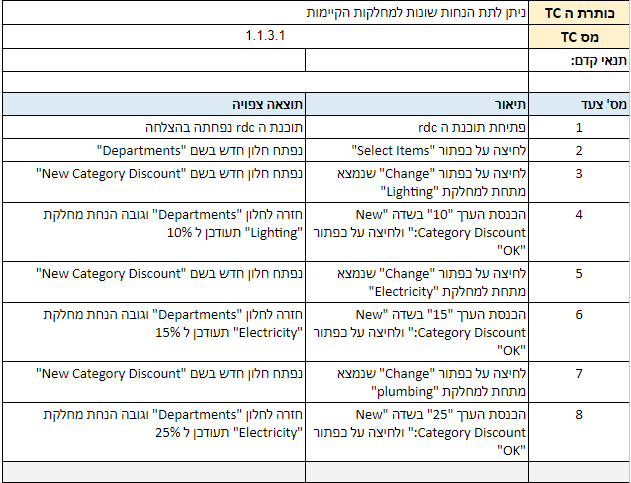 כותרת ה TC ניתן לתת הנחות שונות למחלקות הקיימות
מס TC 1.1.3.1
תנאי קדם:
מס' צעד תיאור תוצאה צפויה
1 פתיחת תוכנת ה rdc תוכנת ה rdc נפתחה בהצלחה
2 לחיצה על כפתור "Select Items" נפתח חלון חדש בשם "Departments"
3 לחיצה על כפתור "Change" שנמצא נפתח חלון חדש בשם "New Category Discount"
מתחת למחלקת "Lighting"
4 הכנסת הערך "10" בשדה "New חזרה לחלון "Departments" וגובה הנחת מחלקת
Category Discount:" ולחיצה על כפתור "Lighting" תעודכן ל 10%
"OK"
5 לחיצה על כפתור "Change" שנמצא נפתח חלון חדש בשם "New Category Discount"
מתחת למחלקת "Electricity"
6 הכנסת הערך "15" בשדה "New חזרה לחלון "Departments" וגובה הנחת מחלקת
Category Discount:" ולחיצה על כפתור "Electricity" תעודכן ל 15%
"OK"
7 לחיצה על כפתור "Change" שנמצא נפתח חלון חדש בשם "New Category Discount"
מתחת למחלקת "plumbing"
8 הכנסת הערך "25" בשדה "New חזרה לחלון "Departments" וגובה הנחת מחלקת
Category Discount:" ולחיצה על כפתור "Electricity" תעודכן ל 25%
"OK"